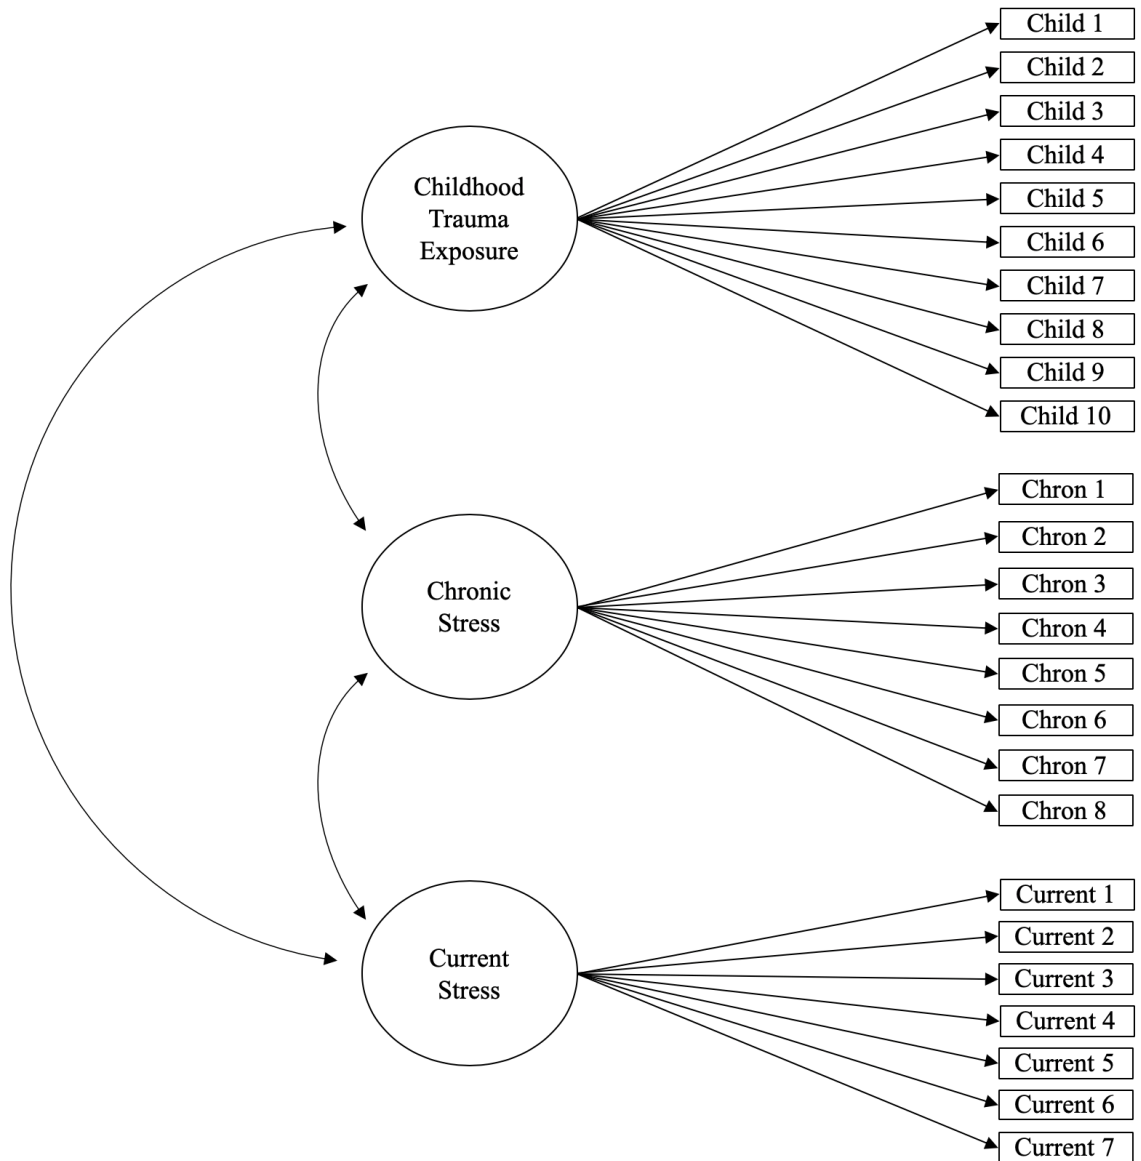 Child 1
Child 2
Child 3
Child 4
Child 5
Child 6
Child 7
Child 8
Child 9
Child 10
Childhood
Trauma
Exposure
Chron 1
Chron 2
Chron 3
Chron 4
Chron 5
Chron 6
Chron 7
Chron 8
Chronic
Stress
Current 1
Current 2
Current 3
Current 4
Current 5
Current 6
Current 7
Current
Stress